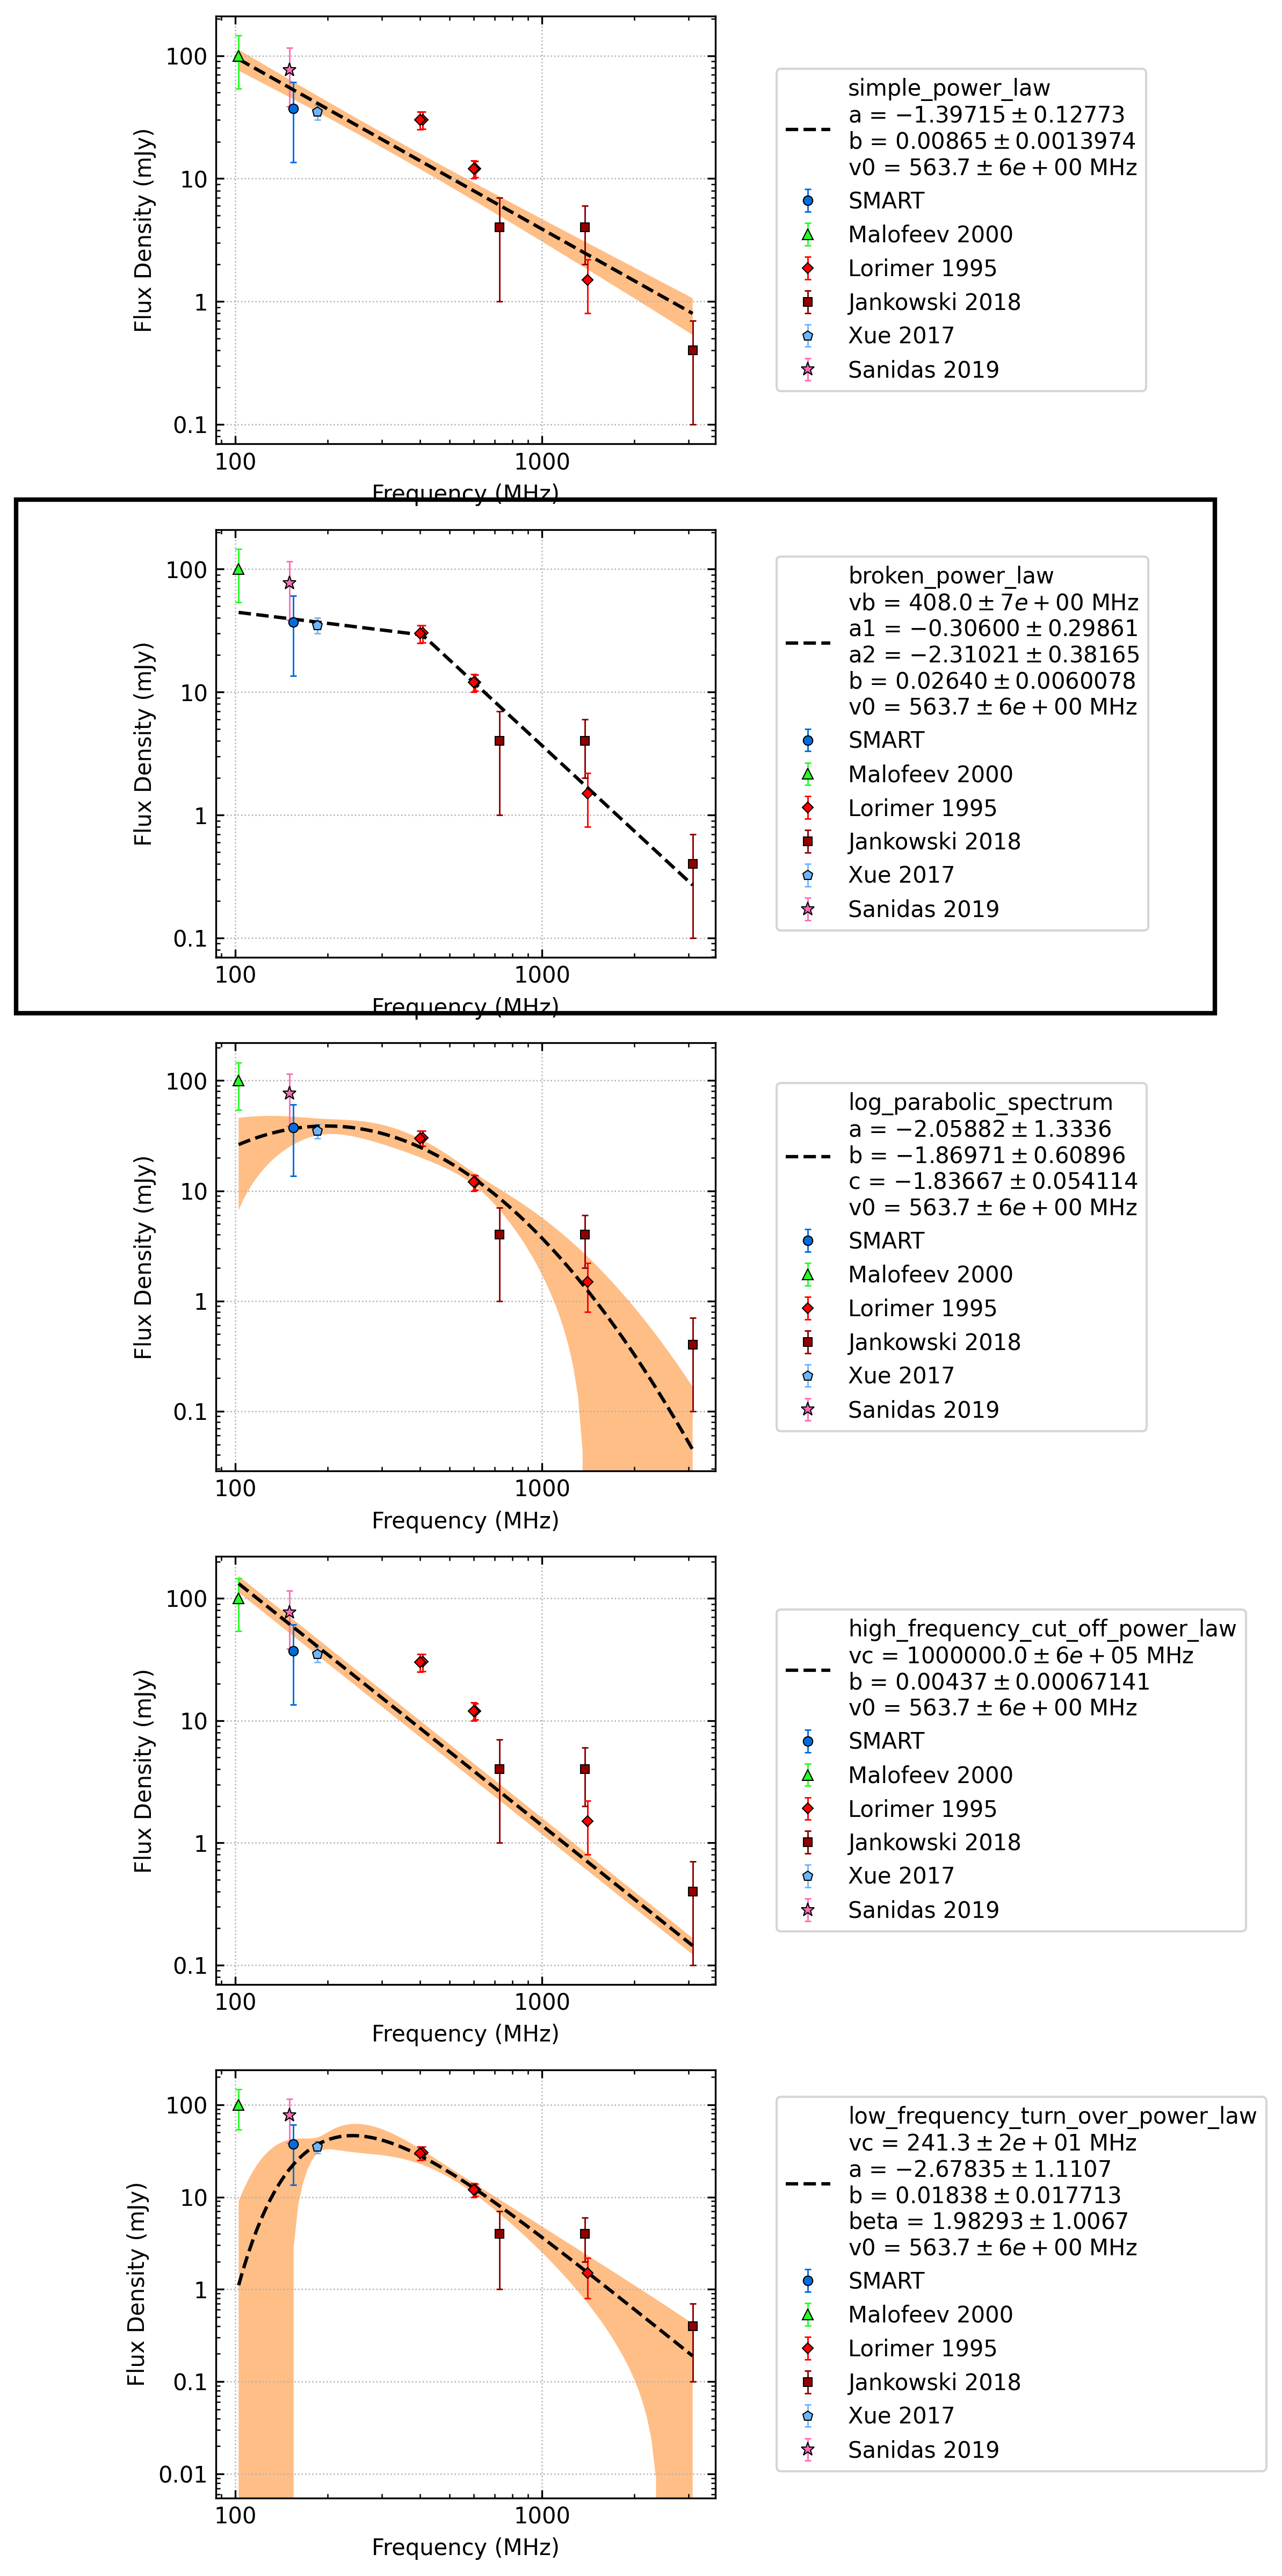 100
10
1
0.1
Flux Density (mJy)
100 1000
Frequency (MHz)
simple_power_law
a = −1.39715 ± 0.12773
b = 0.00865 ± 0.0013974
v0 = 563.7 ± 6e + 00 MHz
SMART
Malofeev 2000
Lorimer 1995
Jankowski 2018
Xue 2017
Sanidas 2019
100
10
1
0.1
Flux Density (mJy)
100 1000
Frequency (MHz)
broken_power_law
vb = 408.0 ± 7e + 00 MHz
a1 = −0.30600 ± 0.29861
a2 = −2.31021 ± 0.38165
b = 0.02640 ± 0.0060078
v0 = 563.7 ± 6e + 00 MHz
SMART
Malofeev 2000
Lorimer 1995
Jankowski 2018
Xue 2017
Sanidas 2019
100
10
1
0.1
Flux Density (mJy)
100 1000
Frequency (MHz)
log_parabolic_spectrum
a = −2.05882 ± 1.3336
b = −1.86971 ± 0.60896
c = −1.83667 ± 0.054114
v0 = 563.7 ± 6e + 00 MHz
SMART
Malofeev 2000
Lorimer 1995
Jankowski 2018
Xue 2017
Sanidas 2019
100
10
1
0.1
Flux Density (mJy)
100 1000
Frequency (MHz)
high_frequency_cut_off_power_law
vc = 1000000.0 ± 6e + 05 MHz
b = 0.00437 ± 0.00067141
v0 = 563.7 ± 6e + 00 MHz
SMART
Malofeev 2000
Lorimer 1995
Jankowski 2018
Xue 2017
Sanidas 2019
100
10
1
0.1
0.01
Flux Density (mJy)
100 1000
Frequency (MHz)
low_frequency_turn_over_power_law
vc = 241.3 ± 2e + 01 MHz
a = −2.67835 ± 1.1107
b = 0.01838 ± 0.017713
beta = 1.98293 ± 1.0067
v0 = 563.7 ± 6e + 00 MHz
SMART
Malofeev 2000
Lorimer 1995
Jankowski 2018
Xue 2017
Sanidas 2019